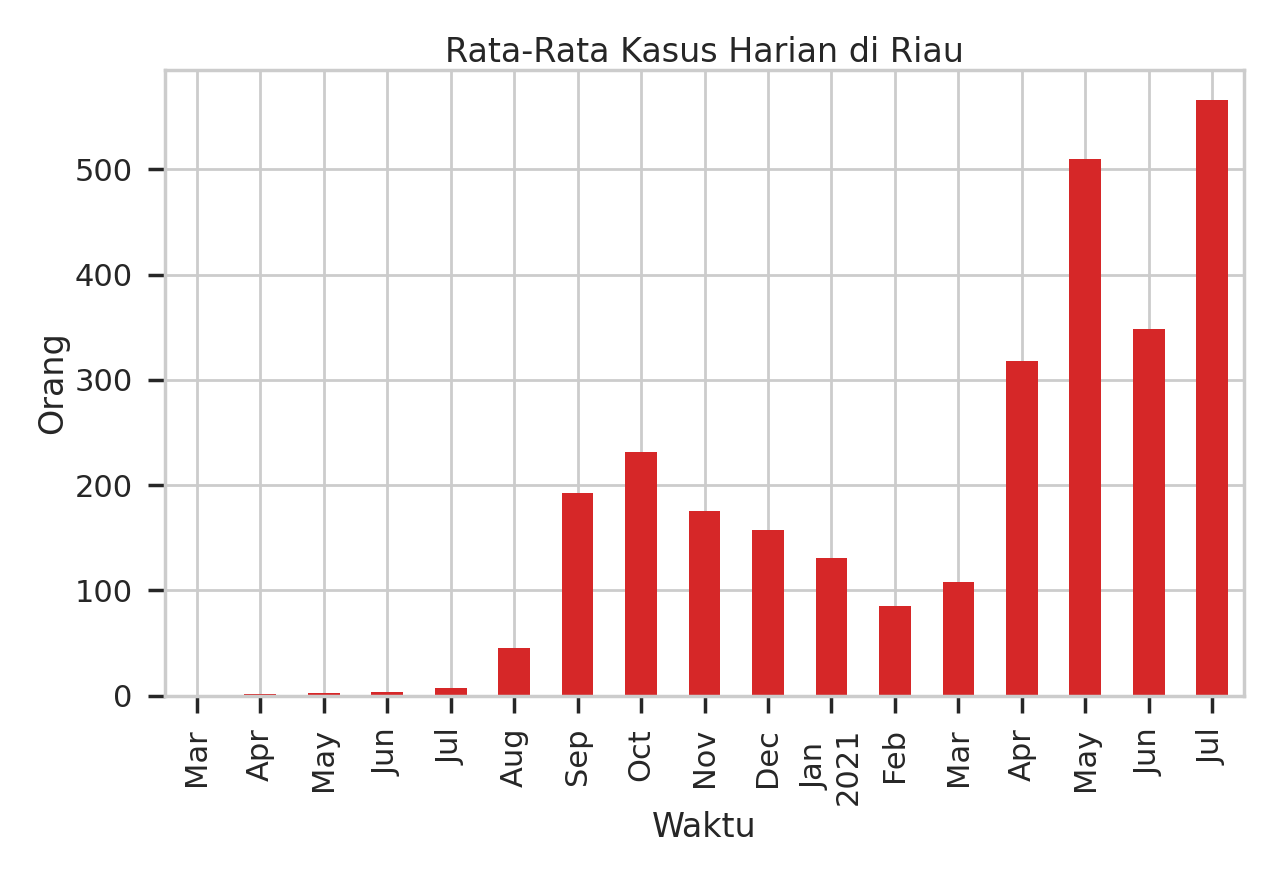 Rata-Rata Kasus Harian di Riau
Orang
500
400
300
200
100
0
Mar
Apr
May
Jun
Jul
Aug
Sep
Oct
Nov
Dec
Jan
2021
Feb
Mar
Apr
May
Jun
Jul
Waktu